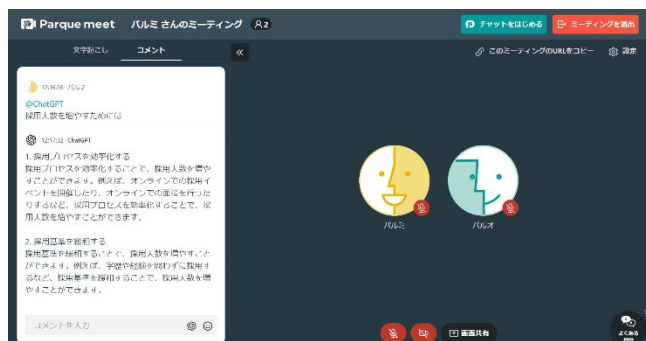 Parque meet
パルミ さんのミーティング
2
チャットをはじめる
ミーティングを退出
文字起こし
コメント
«
このミーティングのURLをコピー
設定
パルミ
@ChatGPT
採用人数を増やすためには
12:17:32 ChatGPT
1. 採用プロセスを効率化する
採用プロセスを効率化することで、採用人数を増や
すことができます。例えば、オンラインでの採用イ
ベントを開催したり、オンラインでの面接を行った
りするなど、採用プロセスを効率化することで、採
用人数を増やすことができます。
2. 採用基準を緩和する
採用基準を緩和することで、採用人数を増やすこと
ができます。例えば、学歴や経験を問わずに採用す
るなど、採用基準を緩和することで、採用人数を増
やすことができます。
コメントを入力
パルミ
パルオ
画面共有
よくある